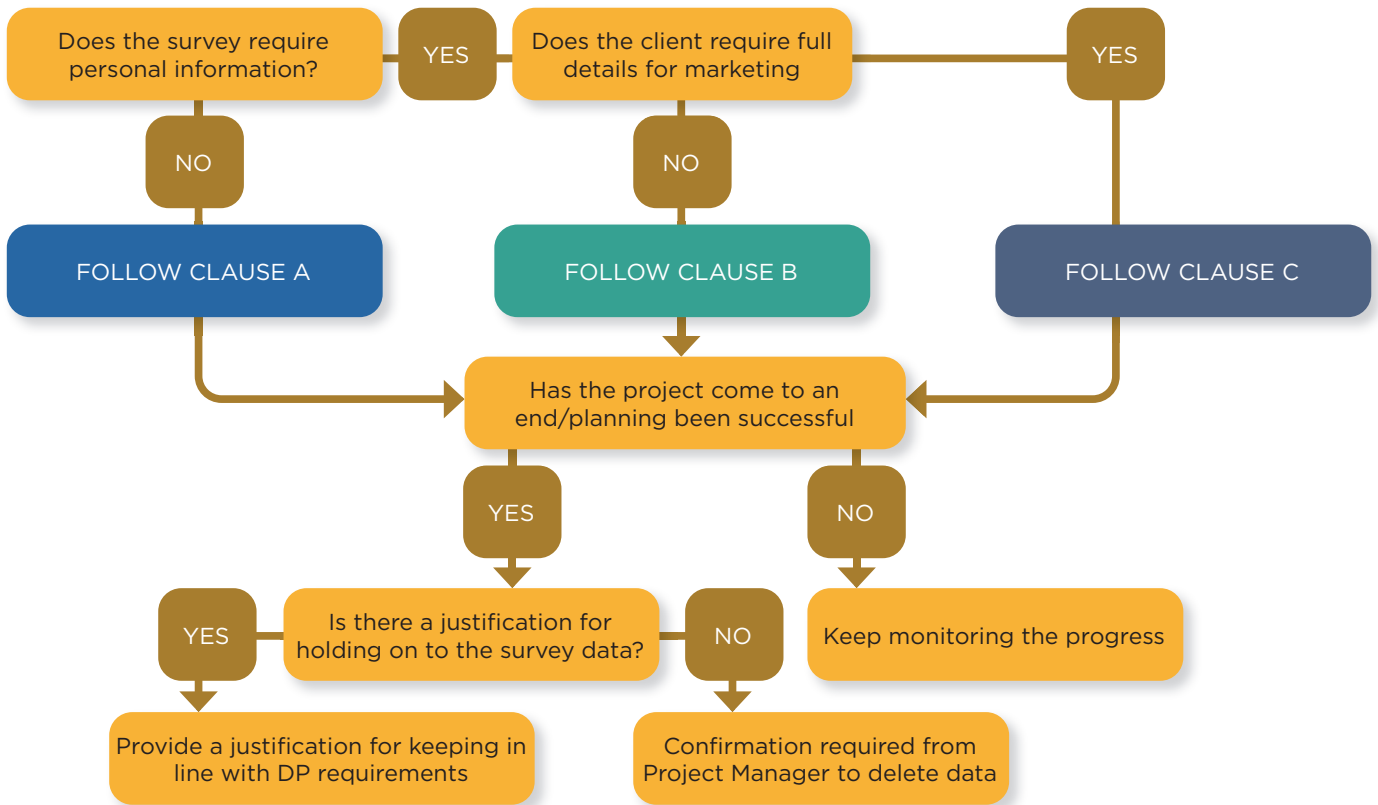 Does the survey require
personal information?
YES
Does the client require full
details for marketing
YES
NO
NO
FOLLOW CLAUSE A
FOLLOW CLAUSE B
FOLLOW CLAUSE C
Has the project come to an
end/planning been successful
YES
NO
YES
Is there a justification for
holding on to the survey data?
NO
Keep monitoring the progress
Provide a justification for keeping in
line with DP requirements
Confirmation required from
Project Manager to delete data